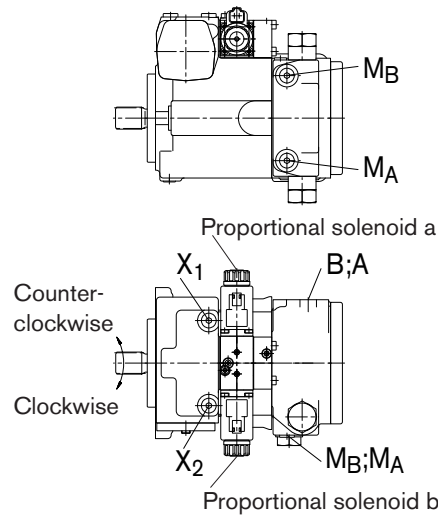 M_B
M_A
Proportional solenoid a
X_1
B;A
Counter-
clockwise
Clockwise
X_2
M_B;M_A
Proportional solenoid b